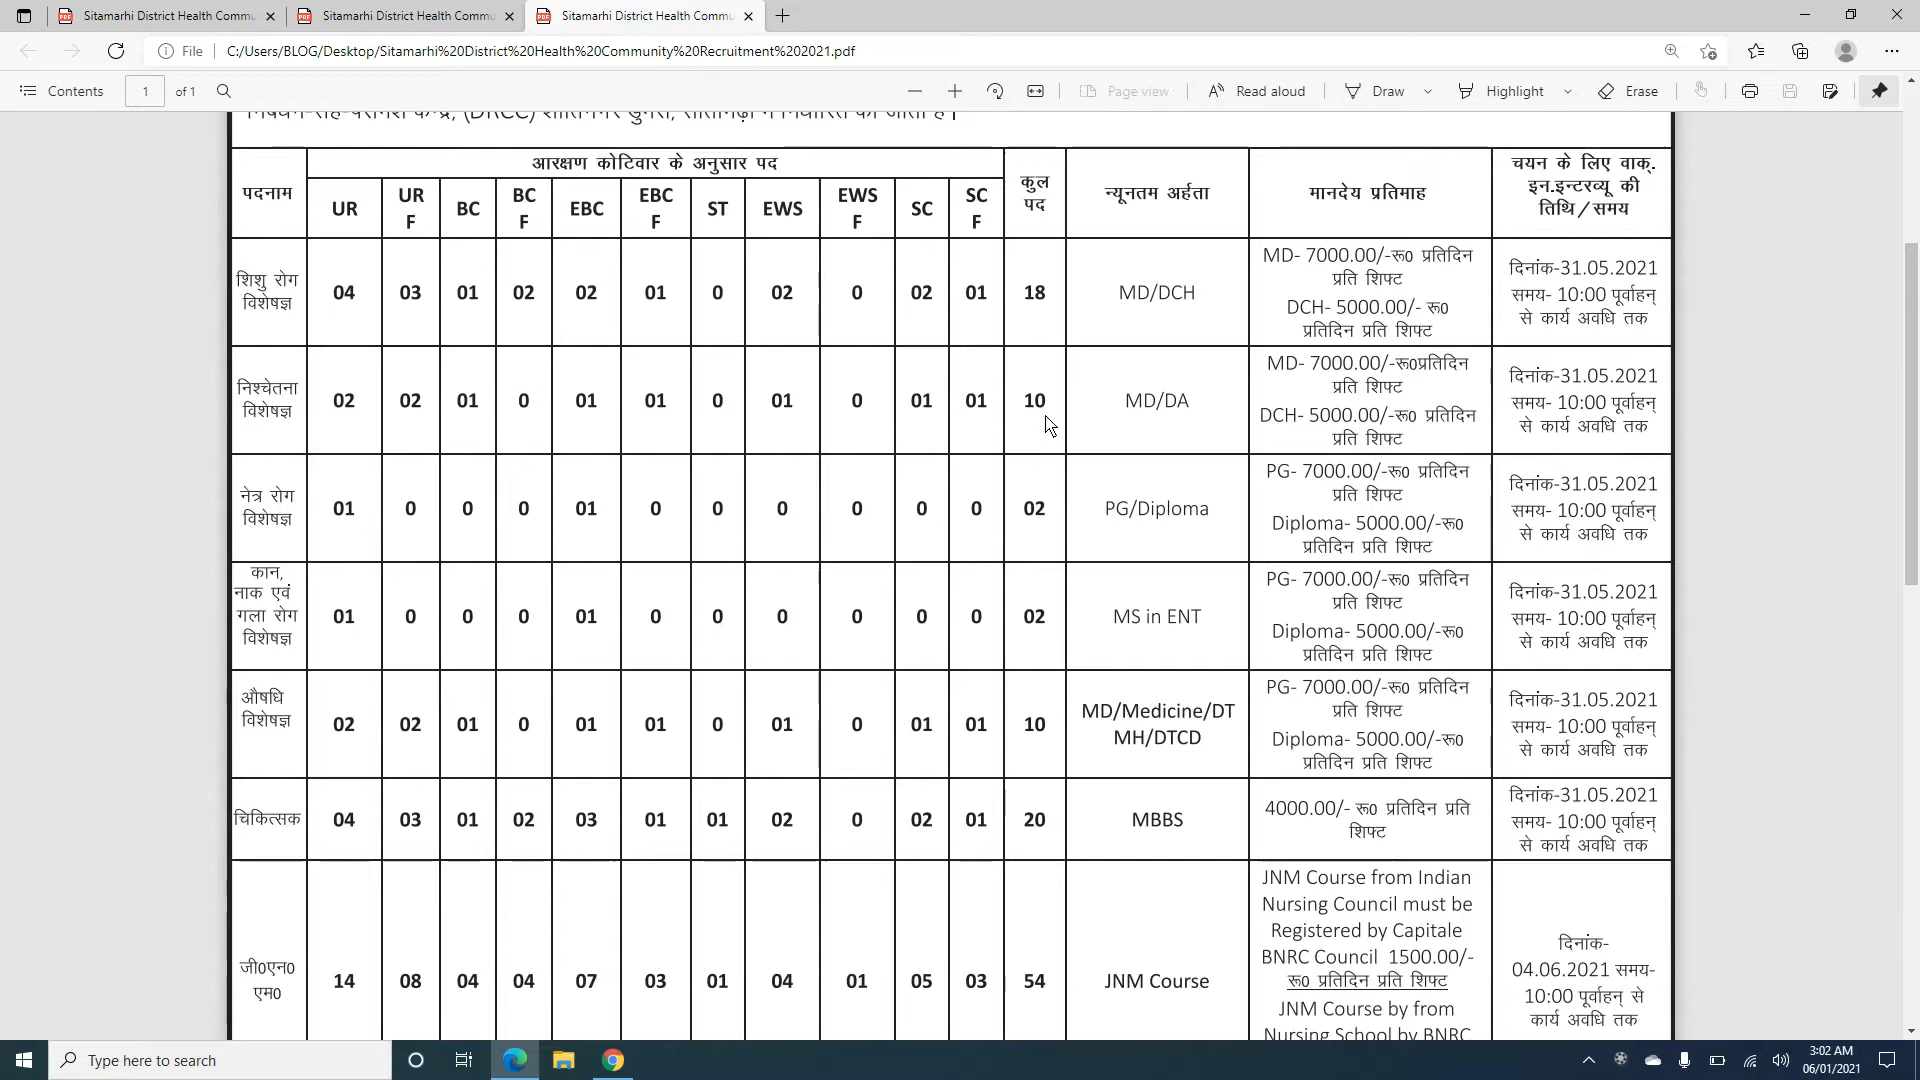 Sitamarhi District Health Commu
Sitamarhi District Health Commu
Sitamarhi District Health Commu
File C:/Users/BLOG/Desktop/Sitamarhi%20District%20Health%20Community%20Recruitment%202021.pdf
Contents 1 of 1 Page view Read aloud Draw Highlight Erase
पदनाम आरक्षण कोटिवार के अनुसार पद कुल पद न्यूनतम अर्हता मानदेय प्रतिमाह चयन के लिए वाक्.
इन.इन्टरव्यू की
तिथि/समय
UR UR F BC BC F EBC EBC F ST EWS EWS F SC SC F
शिशु रोग
विशेषज्ञ
04 03 01 02 02 01 0 02 0 02 01 18 MD/DCH
MD- 7000.00/-रू0 प्रतिदिन
प्रति शिफ्ट
DCH- 5000.00/- रू0
प्रतिदिन प्रति शिफ्ट
दिनांक-31.05.2021
समय- 10:00 पूर्वाहन्
से कार्य अवधि तक
निश्चेतना
विशेषज्ञ
02 02 01 0 01 01 0 01 0 01 01 10 MD/DA
MD- 7000.00/-रू0प्रतिदिन
प्रति शिफ्ट
DCH- 5000.00/-रू0 प्रतिदिन
प्रति शिफ्ट
दिनांक-31.05.2021
समय- 10:00 पूर्वाहन्
से कार्य अवधि तक
नेत्र रोग
विशेषज्ञ
01 0 0 0 01 0 0 0 0 0 0 02 PG/Diploma
PG- 7000.00/-रू0 प्रतिदिन
प्रति शिफ्ट
Diploma- 5000.00/-रू0
प्रतिदिन प्रति शिफ्ट
दिनांक-31.05.2021
समय- 10:00 पूर्वाहन्
से कार्य अवधि तक
कान,
नाक एवं
गला रोग
विशेषज्ञ
01 0 0 0 01 0 0 0 0 0 0 02 MS in ENT
PG- 7000.00/-रू0 प्रतिदिन
प्रति शिफ्ट
Diploma- 5000.00/-रू0
प्रतिदिन प्रति शिफ्ट
दिनांक-31.05.2021
समय- 10:00 पूर्वाहन्
से कार्य अवधि तक
औषधि
विशेषज्ञ
02 02 01 0 01 01 0 01 0 01 01 10
MD/Medicine/DT
MH/DTCD
PG- 7000.00/-रू0 प्रतिदिन
प्रति शिफ्ट
Diploma- 5000.00/-रू0
प्रतिदिन प्रति शिफ्ट
दिनांक-31.05.2021
समय- 10:00 पूर्वाहन्
से कार्य अवधि तक
चिकित्सक
04 03 01 02 03 01 01 02 0 02 01 20 MBBS
4000.00/- रू0 प्रतिदिन प्रति
शिफ्ट
दिनांक-31.05.2021
समय- 10:00 पूर्वाहन्
से कार्य अवधि तक
जी0एन0
एम0
14 08 04 04 07 03 01 04 01 05 03 54 JNM Course
JNM Course from Indian
Nursing Council must be
Registered by Capitale
BNRC Council 1500.00/-
रू0 प्रतिदिन प्रति शिफ्ट
JNM Course by from
Nursing School by BNRC
दिनांक-
04.06.2021 समय-
10:00 पूर्वाहन् से
कार्य अवधि तक
Type here to search
3:02 AM
06/01/2021